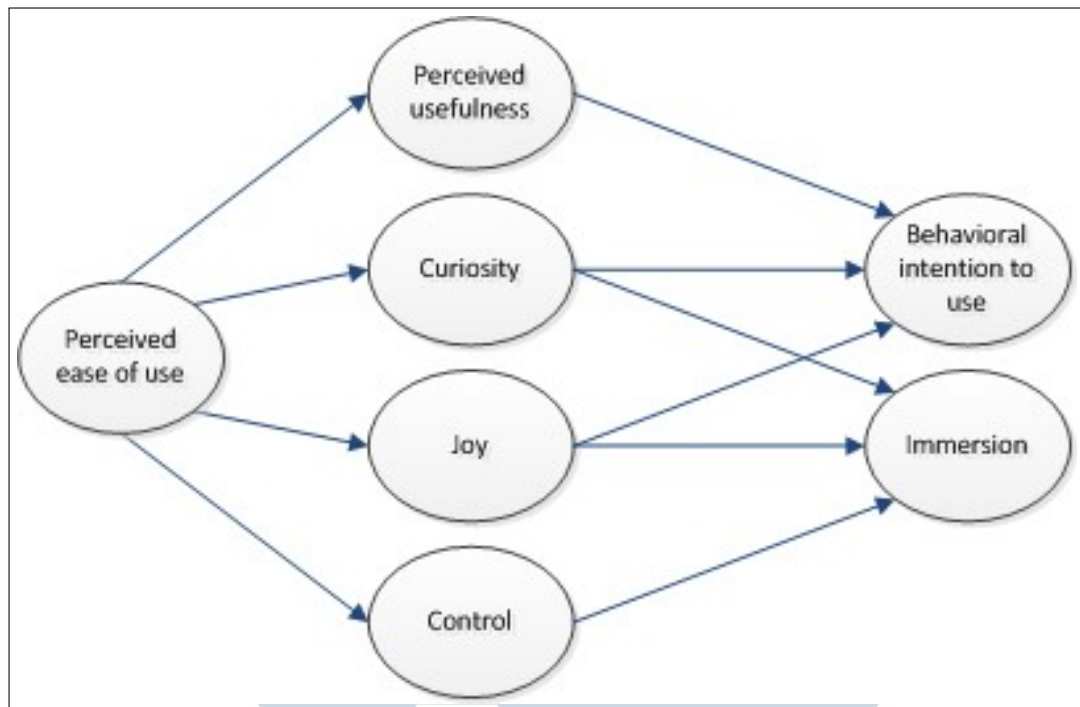 Perceived
usefulness
Curiosity
Perceived
ease of use
Joy
Control
Behavioral
intention to
use
Immersion